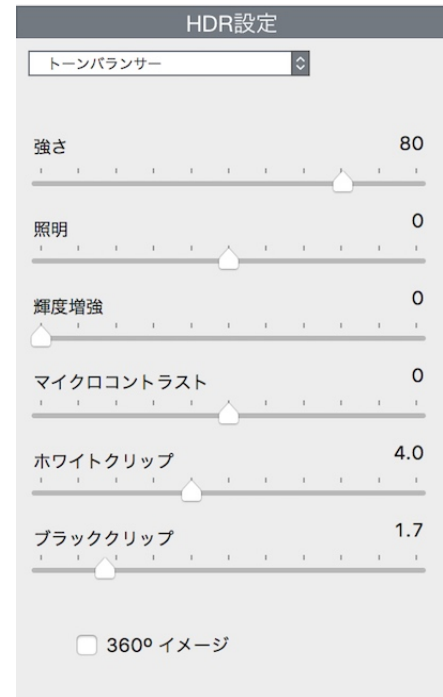 HDR設定
トーンバランサー
強さ 80
照明 0
輝度増強 0
マイクロコントラスト 0
ホワイトクリップ 4.0
ブラッククリップ 1.7
360º イメージ